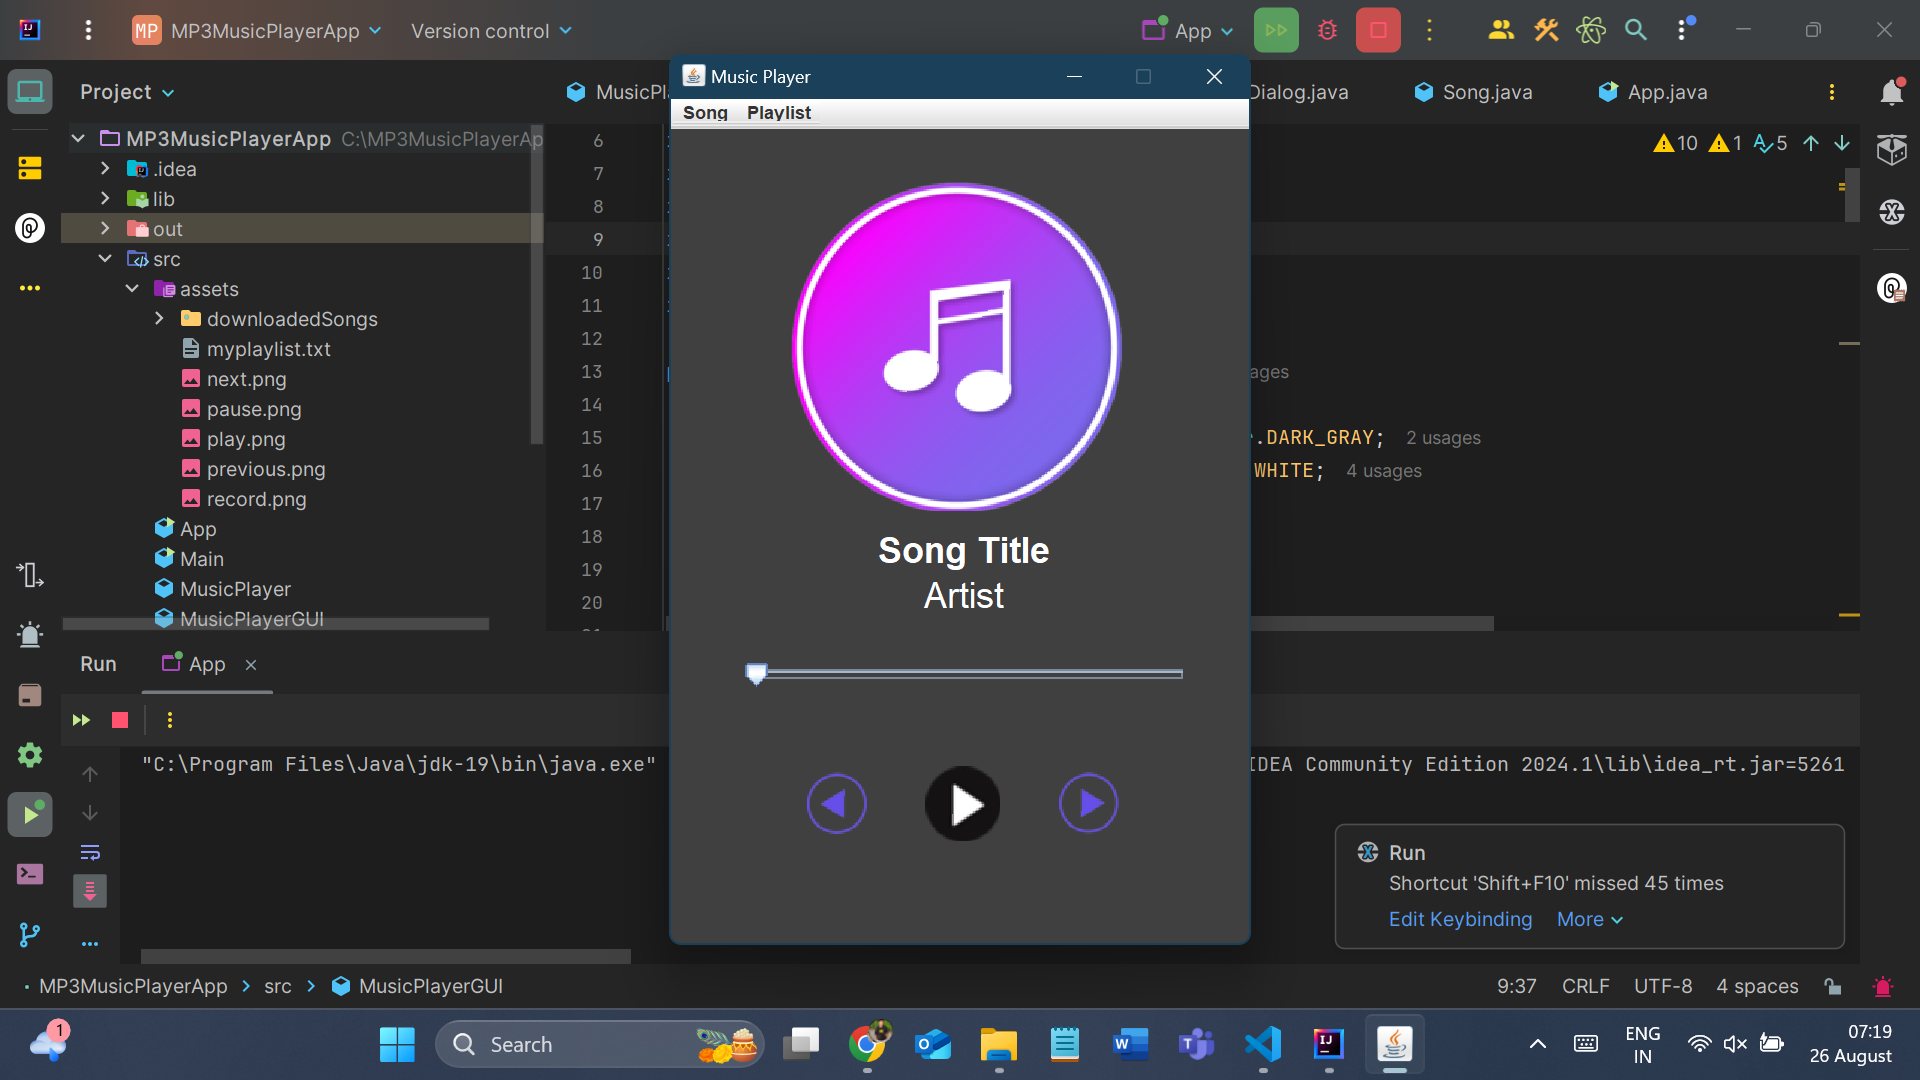 MP MP3MusicPlayerApp Version control App
Project
Music Player
Song Playlist
MusicPl
Dialog.java Song.java App.java
MP3MusicPlayerApp C:\MP3MusicPlayerAp
.idea
lib
out
src
assets
downloadedSongs
myplaylist.txt
next.png
pause.png
play.png
previous.png
record.png
App
Main
MusicPlayer
MusicPlayerGUI
6
7
8
9
10
11
12
13
14
15
16
17
18
19
20
10 1 5
ages
.DARK_GRAY; 2 usages
WHITE; 4 usages
Song Title
Artist
Run App
"C:\Program Files\Java\jdk-19\bin\java.exe"
IDEA Community Edition 2024.1\lib\idea_rt.jar=5261
Run
Shortcut 'Shift+F10' missed 45 times
Edit Keybinding More
MP3MusicPlayerApp src MusicPlayerGUI
9:37 CRLF UTF-8 4 spaces
1
Search
ENG
IN
07:19
26 August